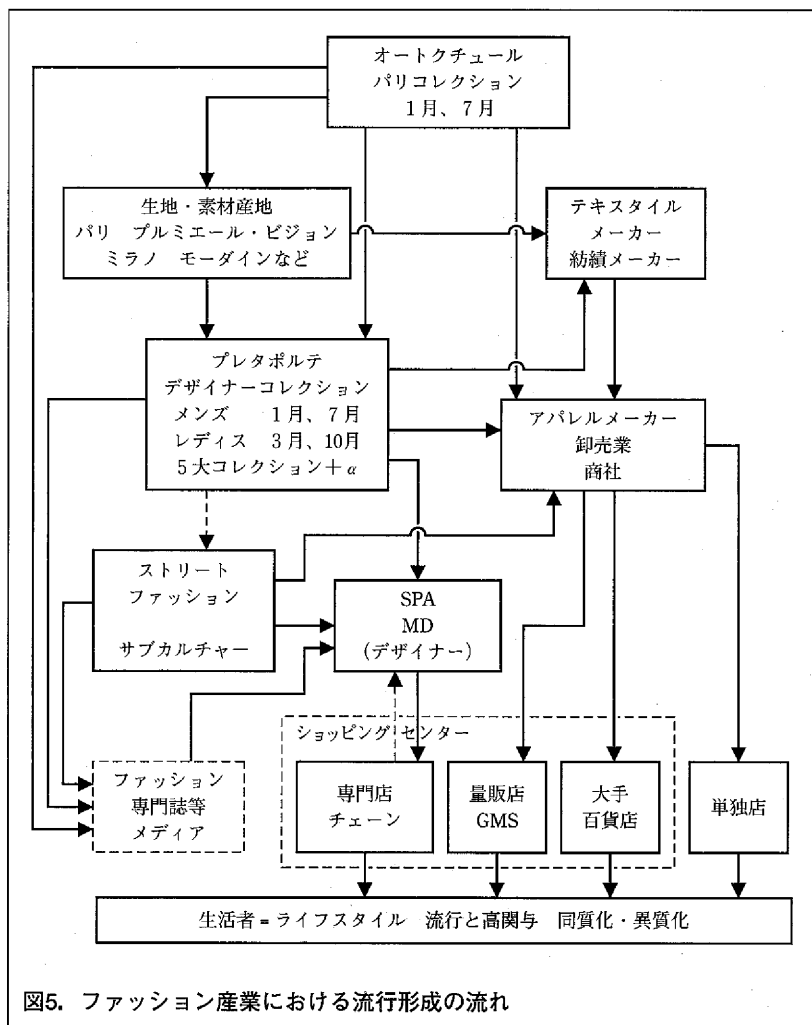 オートクチュール
パリコレクション
1月、7月
生地・素材産地
パリ　プルミエール・ビジョン
ミラノ　モーダインなど
テキスタイル
メーカー
紡績メーカー
プレタポルテ
デザイナーコレクション
メンズ　1月、7月
レディス　3月、10月
5大コレクション＋α
アパレルメーカー
卸売業
商社
ストリート
ファッション
サブカルチャー
SPA
MD
(デザイナー)
ショッピングセンター
ファッション
専門誌等
メディア
専門店
チェーン
量販店
GMS
大手
百貨店
単独店
生活者＝ライフスタイル　流行と高関与　同質化・異質化
図5.　ファッション産業における流行形成の流れ